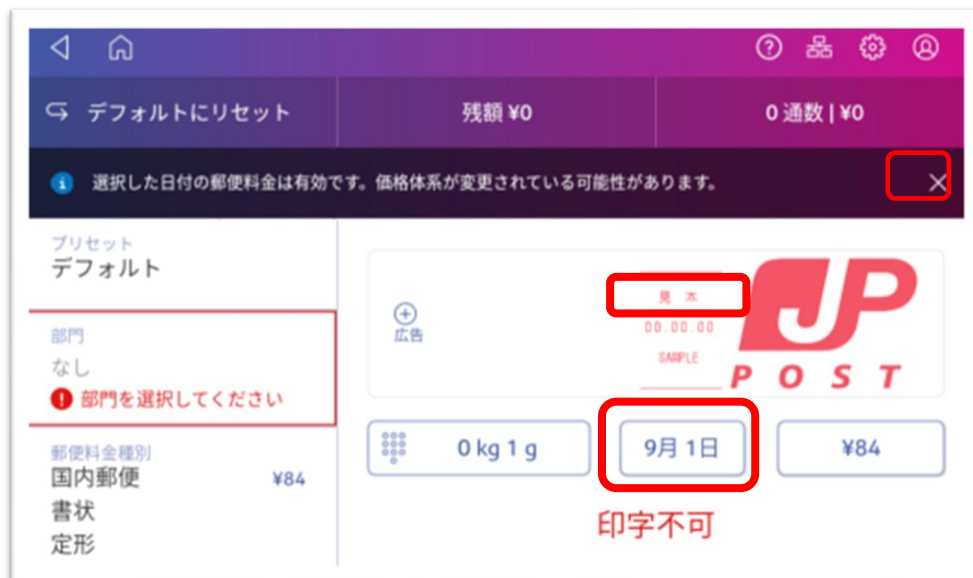 デフォルトにリセット
残額 ¥0
0 通数 | ¥0
選択した日付の郵便料金は有効です。価格体系が変更されている可能性があります。
プリセット
デフォルト
部門
なし
部門を選択してください
郵便料金種別
国内郵便 ¥84
書状
定形
広告
見本
00.00.00
SAMPLE
JP
POST
0 kg 1 g
9月 1日
¥84
印字不可